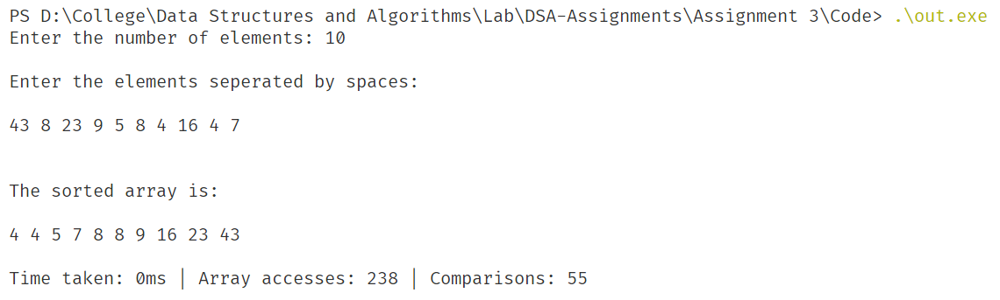 PS D:\College\Data Structures and Algorithms\Lab\DSA-Assignments\Assignment 3\Code> .\out.exe
Enter the number of elements: 10
Enter the elements seperated by spaces:
43 8 23 9 5 8 4 16 4 7
The sorted array is:
4 4 5 7 8 8 9 16 23 43
Time taken: 0ms | Array accesses: 238 | Comparisons: 55